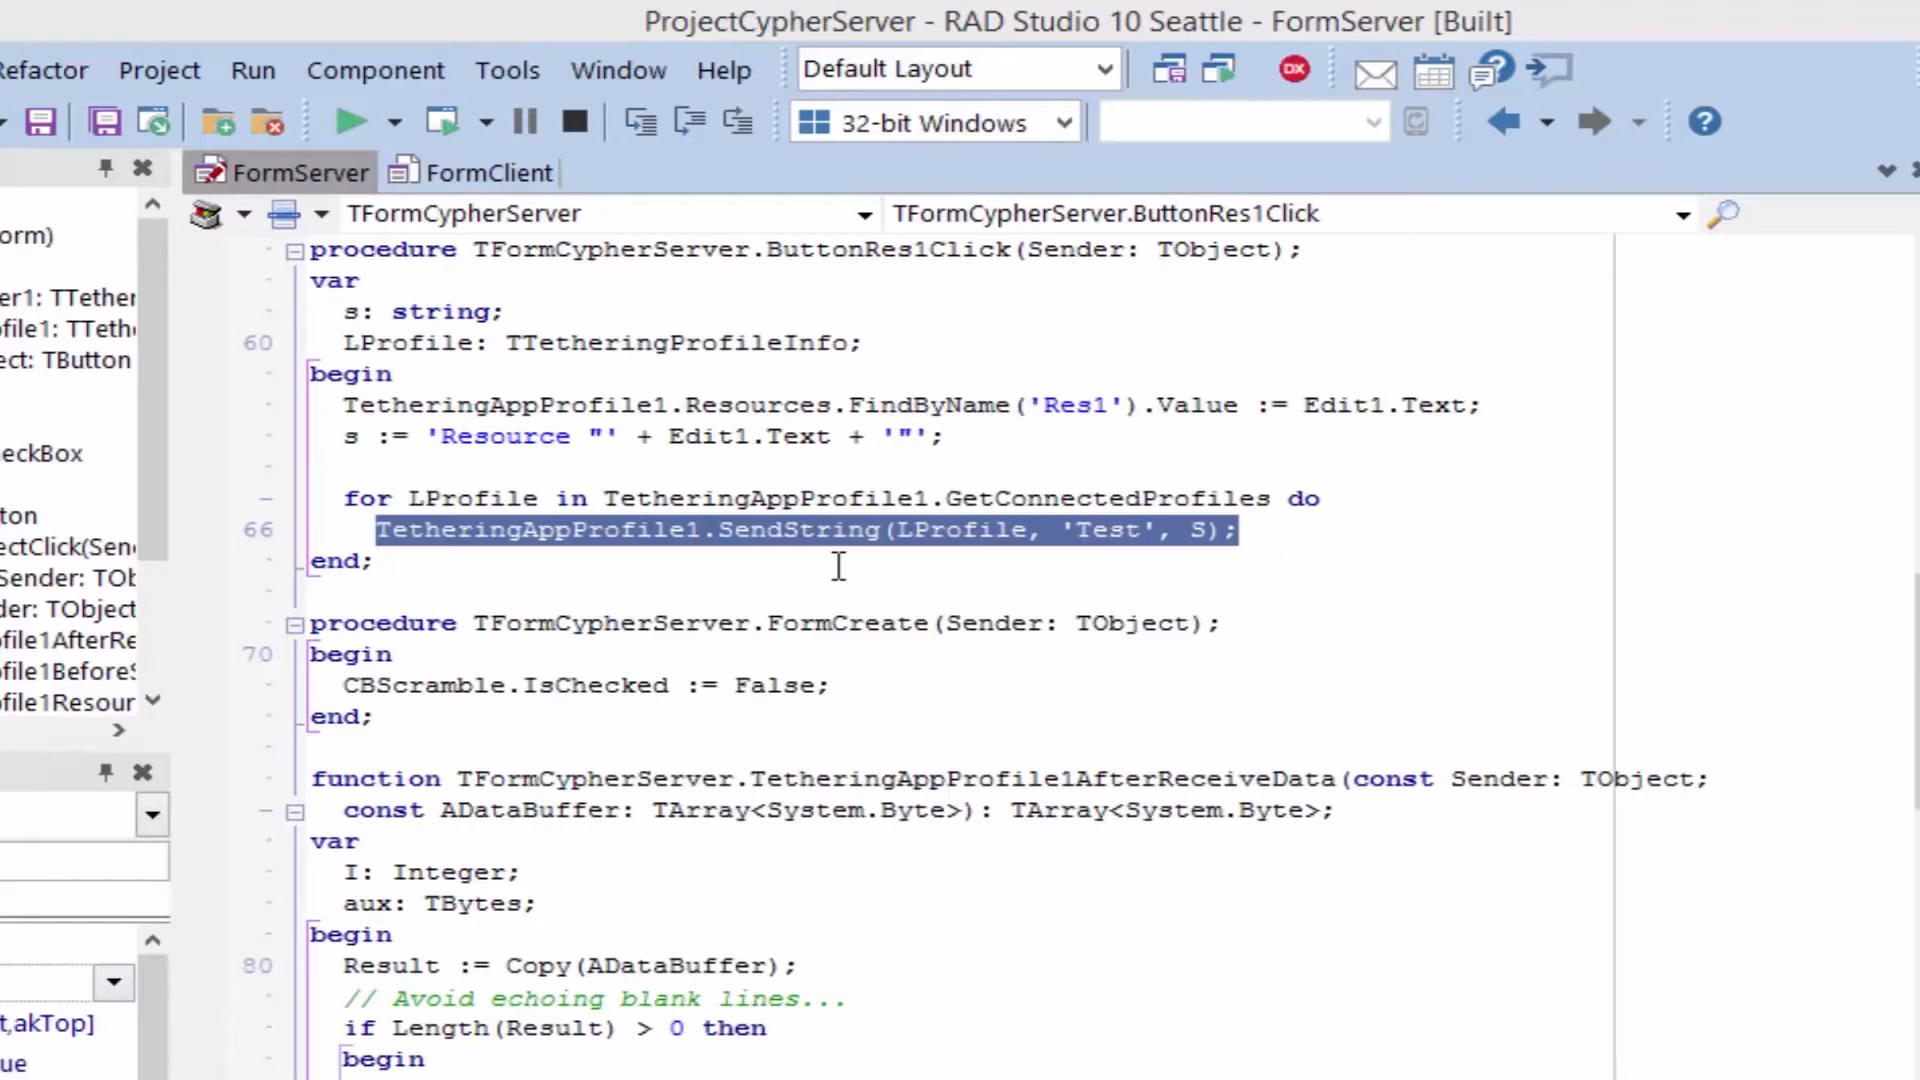 ProjectCypherServer - RAD Studio 10 Seattle - FormServer [Built]
Refactor Project Run Component Tools Window Help Default Layout DX
32-bit Windows ?
FormServer FormClient
TFormCypherServer TFormCypherServer.ButtonRes1Click
procedure TFormCypherServer.ButtonRes1Click(Sender: TObject);
var
s: string;
60 LProfile: TTetheringProfileInfo;
begin
TetheringAppProfile1.Resources.FindByName('Res1').Value := Edit1.Text;
s := 'Resource "' + Edit1.Text + '"';
for LProfile in TetheringAppProfile1.GetConnectedProfiles do
66 TetheringAppProfile1.SendString(LProfile, 'Test', S);
end;
procedure TFormCypherServer.FormCreate(Sender: TObject);
70 begin
CBScramble.IsChecked := False;
end;
function TFormCypherServer.TetheringAppProfile1AfterReceiveData(const Sender: TObject;
const ADataBuffer: TArray<System.Byte>): TArray<System.Byte>;
var
I: Integer;
aux: TBytes;
begin
80 Result := Copy(ADataBuffer);
// Avoid echoing blank lines...
if Length(Result) > 0 then
begin
orm)
er1: TTether
ofile1: TTeth
ect: TButton
eckBox
ton
ectClick(Sen
Sender: TOb
der: TObject
ofile1AfterRe
ofile1Before
ofile1Resour
t,akTop]
ue